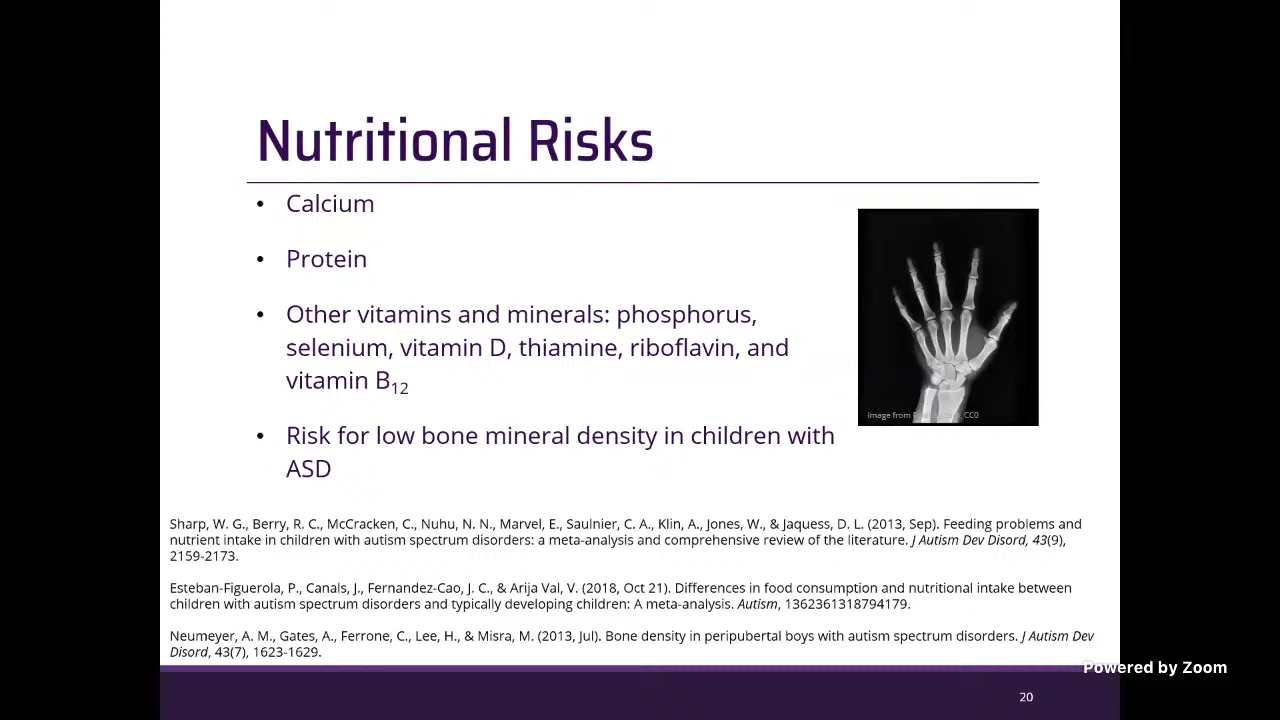 Nutritional Risks
• Calcium
• Protein
• Other vitamins and minerals: phosphorus,
selenium, vitamin D, thiamine, riboflavin, and
vitamin B12
• Risk for low bone mineral density in children with
ASD
Image from CC0
Sharp, W. G., Berry, R. C., McCracken, C., Nuhu, N. N., Marvel, E., Saulnier, C. A., Klin, A., Jones, W., & Jaquess, D. L. (2013, Sep). Feeding problems and
nutrient intake in children with autism spectrum disorders: a meta-analysis and comprehensive review of the literature. J Autism Dev Disord, 43(9),
2159-2173.
Esteban-Figuerola, P., Canals, J., Fernandez-Cao, J. C., & Arija Val, V. (2018, Oct 21). Differences in food consumption and nutritional intake between
children with autism spectrum disorders and typically developing children: A meta-analysis. Autism, 1362361318794179.
Neumeyer, A. M., Gates, A., Ferrone, C., Lee, H., & Misra, M. (2013, Jul). Bone density in peripubertal boys with autism spectrum disorders. J Autism Dev
Disord, 43(7), 1623-1629.
Powered by Zoom
20